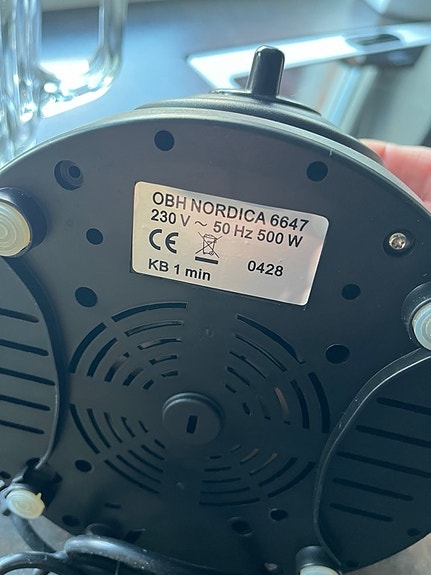 OBH NORDICA 6647
230 V ~ 50 Hz 500 W
CE
KB 1 min 0428